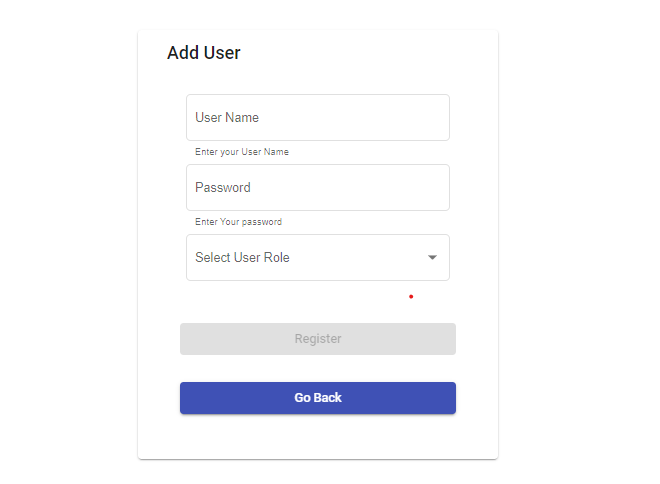 Add User
User Name
Enter your User Name
Password
Enter Your password
Select User Role
Register
Go Back